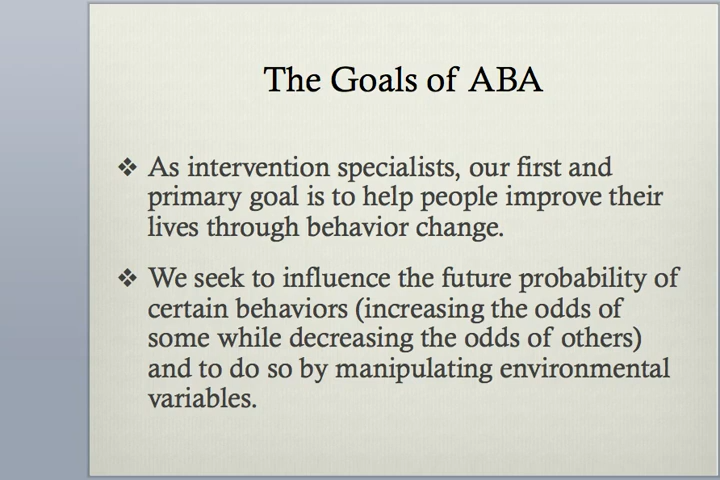 The Goals of ABA
❖ As intervention specialists, our first and
primary goal is to help people improve their
lives through behavior change.
❖ We seek to influence the future probability of
certain behaviors (increasing the odds of
some while decreasing the odds of others)
and to do so by manipulating environmental
variables.